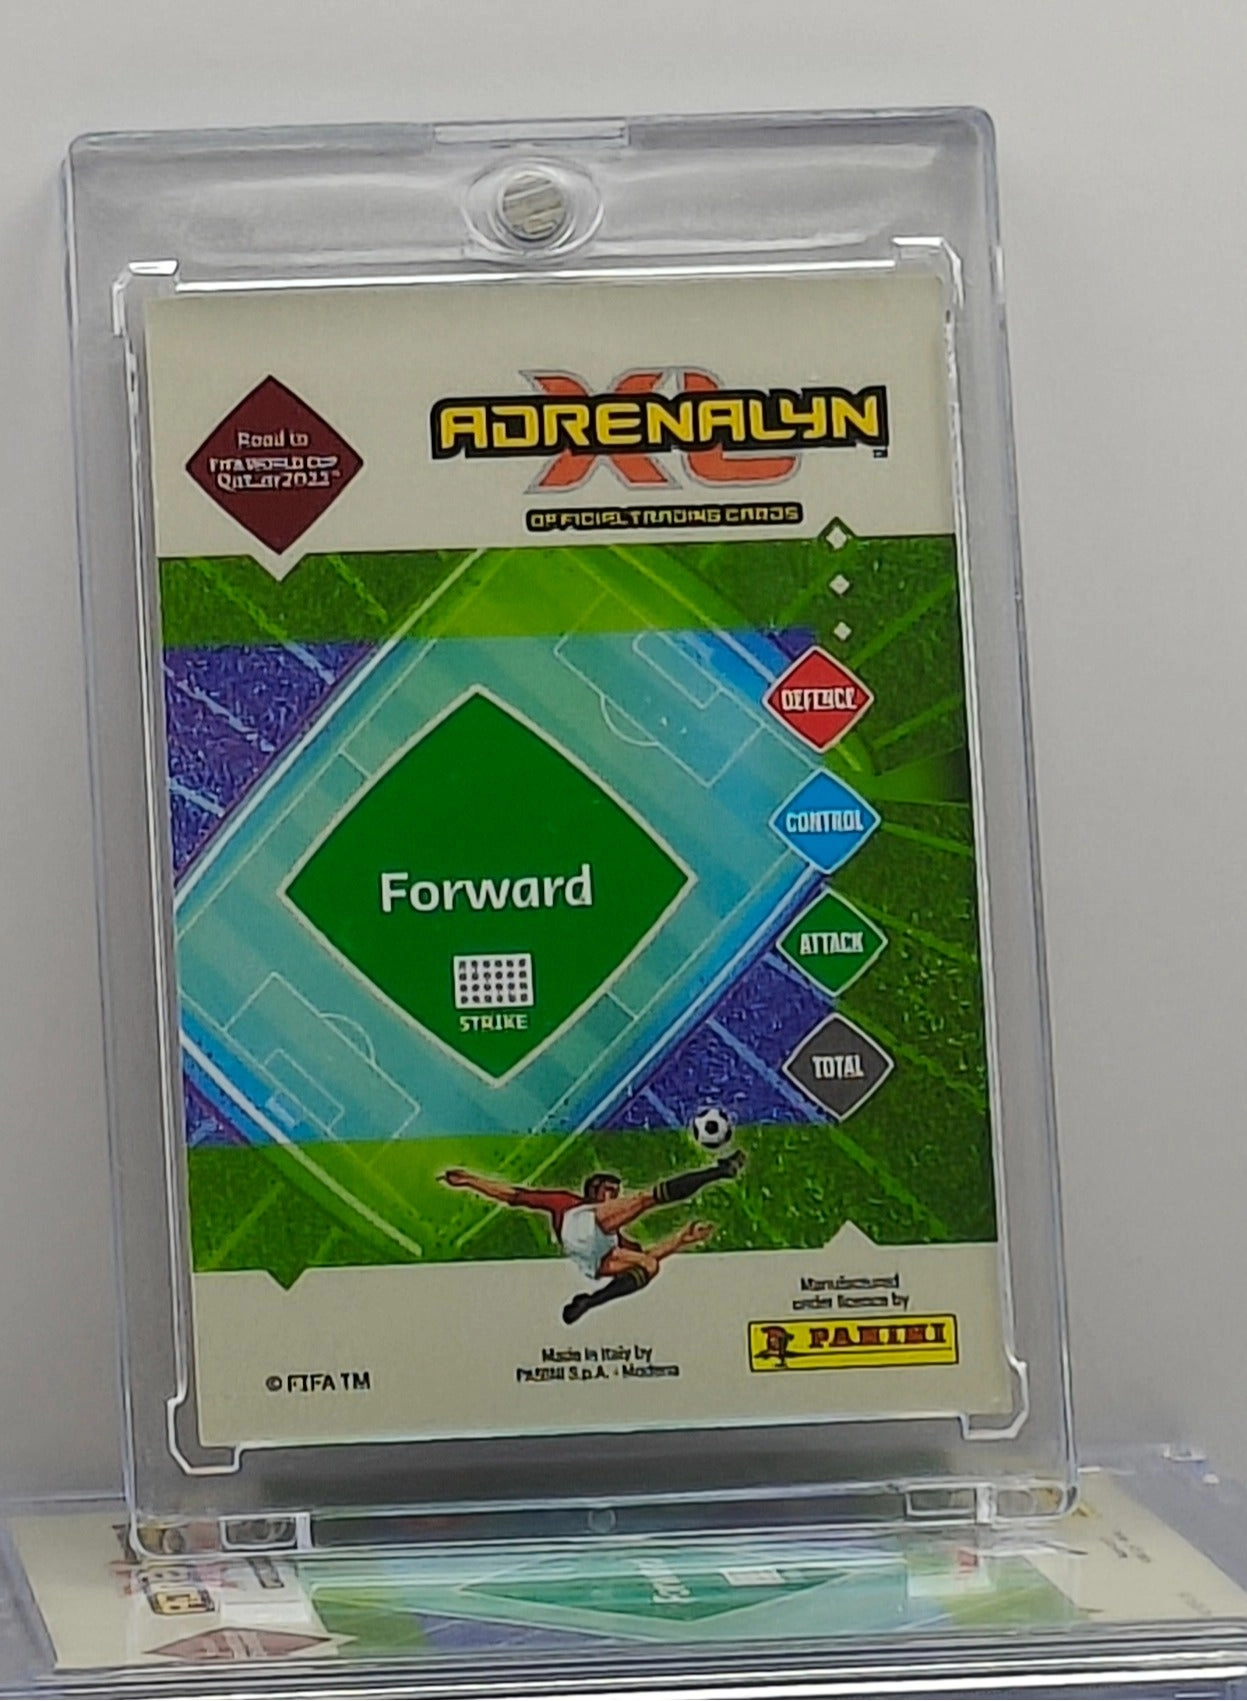 Road to
FIFA WORLD CUP
Qatar2022
ADRENALYN
XL
OFFICIAL TRADING CARDS
DEFENCE
CONTROL
ATTACK
TOTAL
Forward
STRIKE
Manufactured
under licence by
PANINI
Made in Italy by
PANINI S.p.A. - Modena
© FIFA TM